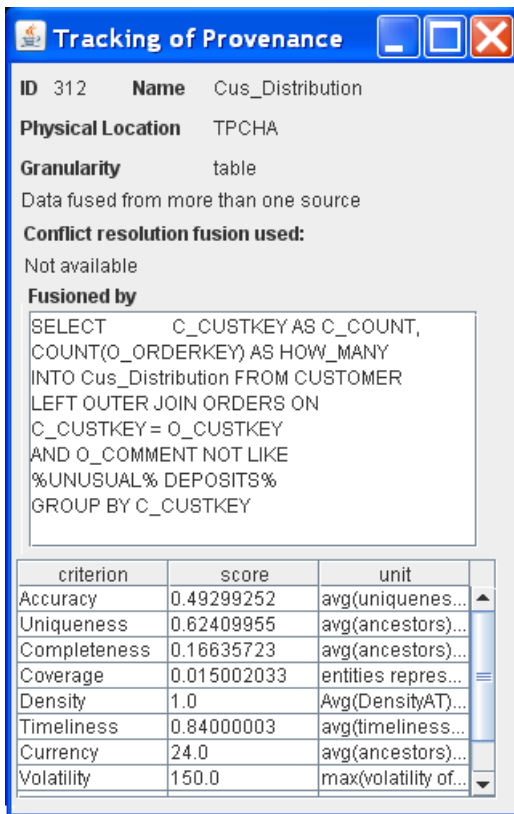 Tracking of Provenance
ID 312 Name Cus_Distribution
Physical Location TPCHA
Granularity table
Data fused from more than one source
Conflict resolution fusion used:
Not available
Fusioned by
SELECT C_CUSTKEY AS C_COUNT,
COUNT(O_ORDERKEY) AS HOW_MANY
INTO Cus_Distribution FROM CUSTOMER
LEFT OUTER JOIN ORDERS ON
C_CUSTKEY = O_CUSTKEY
AND O_COMMENT NOT LIKE
%UNUSUAL% DEPOSITS%
GROUP BY C_CUSTKEY
criterion score unit
Accuracy 0.49299252 avg(uniquenes...
Uniqueness 0.62409955 avg(ancestors)...
Completeness 0.16635723 avg(ancestors)...
Coverage 0.015002033 entities repres...
Density 1.0 Avg(DensityAT)...
Timeliness 0.84000003 avg(timeliness...
Currency 24.0 avg(ancestors)...
Volatility 150.0 max(volatility of...